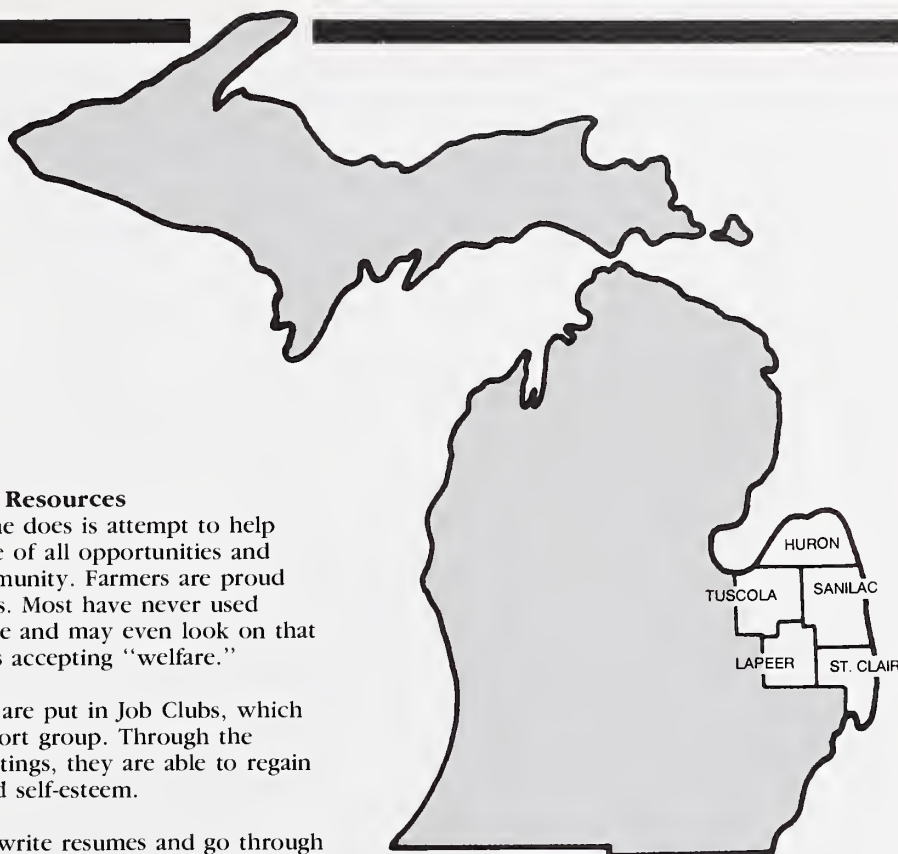 Resources
ne does is attempt to help
e of all opportunities and
munity. Farmers are proud
s. Most have never used
e and may even look on that
s accepting "welfare."
are put in Job Clubs, which
ort group. Through the
tings, they are able to regain
d self-esteem.
write resumes and go through
HURON
TUSCOLA
SANILAC
LAPEER
ST. CLAIR